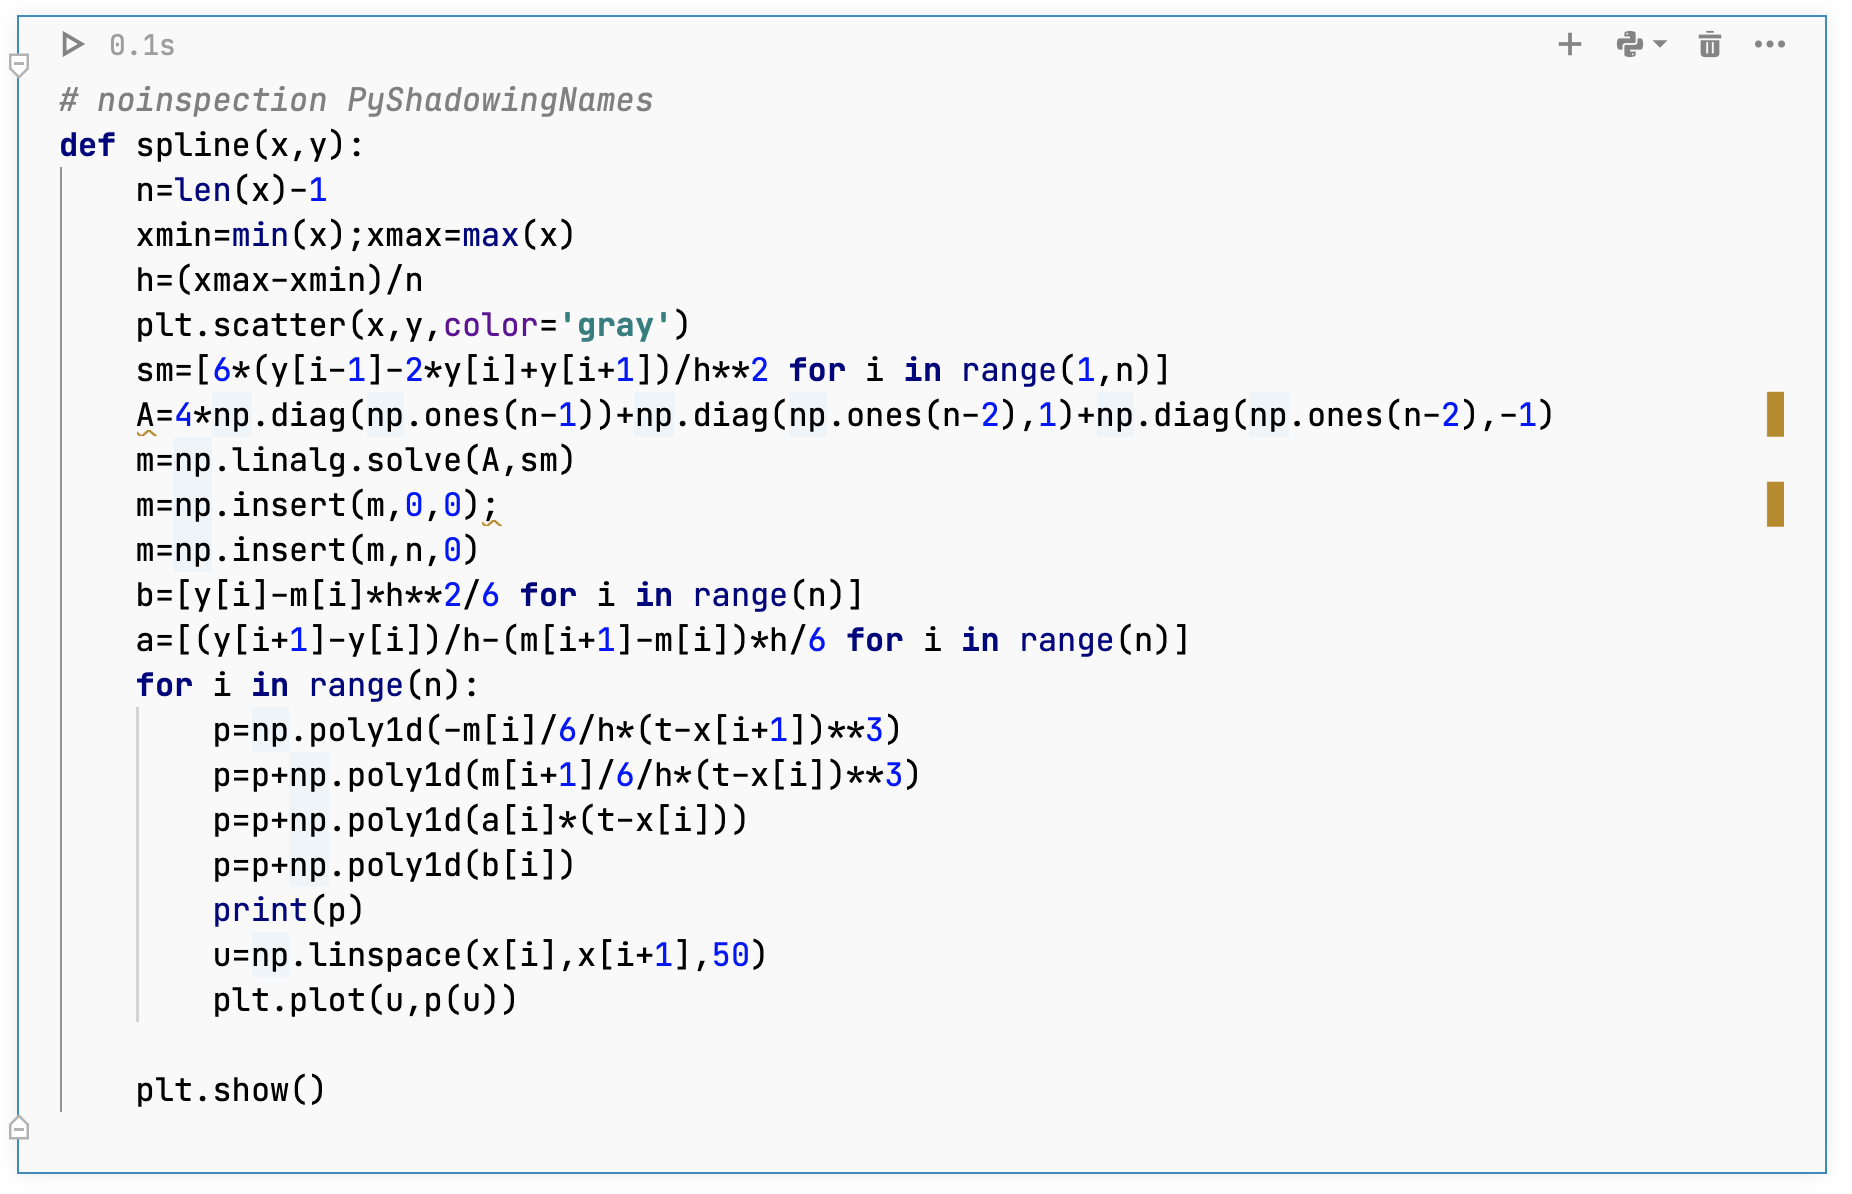 0.1s
# noinspection PyShadowingNames
def spline(x,y):
    n=len(x)-1
    xmin=min(x);xmax=max(x)
    h=(xmax-xmin)/n
    plt.scatter(x,y,color='gray')
    sm=[6*(y[i-1]-2*y[i]+y[i+1])/h**2 for i in range(1,n)]
    A=4*np.diag(np.ones(n-1))+np.diag(np.ones(n-2),1)+np.diag(np.ones(n-2),-1)
    m=np.linalg.solve(A,sm)
    m=np.insert(m,0,0);
    m=np.insert(m,n,0)
    b=[y[i]-m[i]*h**2/6 for i in range(n)]
    a=[(y[i+1]-y[i])/h-(m[i+1]-m[i])*h/6 for i in range(n)]
    for i in range(n):
        p=np.poly1d(-m[i]/6/h*(t-x[i+1])**3)
        p=p+np.poly1d(m[i+1]/6/h*(t-x[i])**3)
        p=p+np.poly1d(a[i]*(t-x[i]))
        p=p+np.poly1d(b[i])
        print(p)
        u=np.linspace(x[i],x[i+1],50)
        plt.plot(u,p(u))
    plt.show()